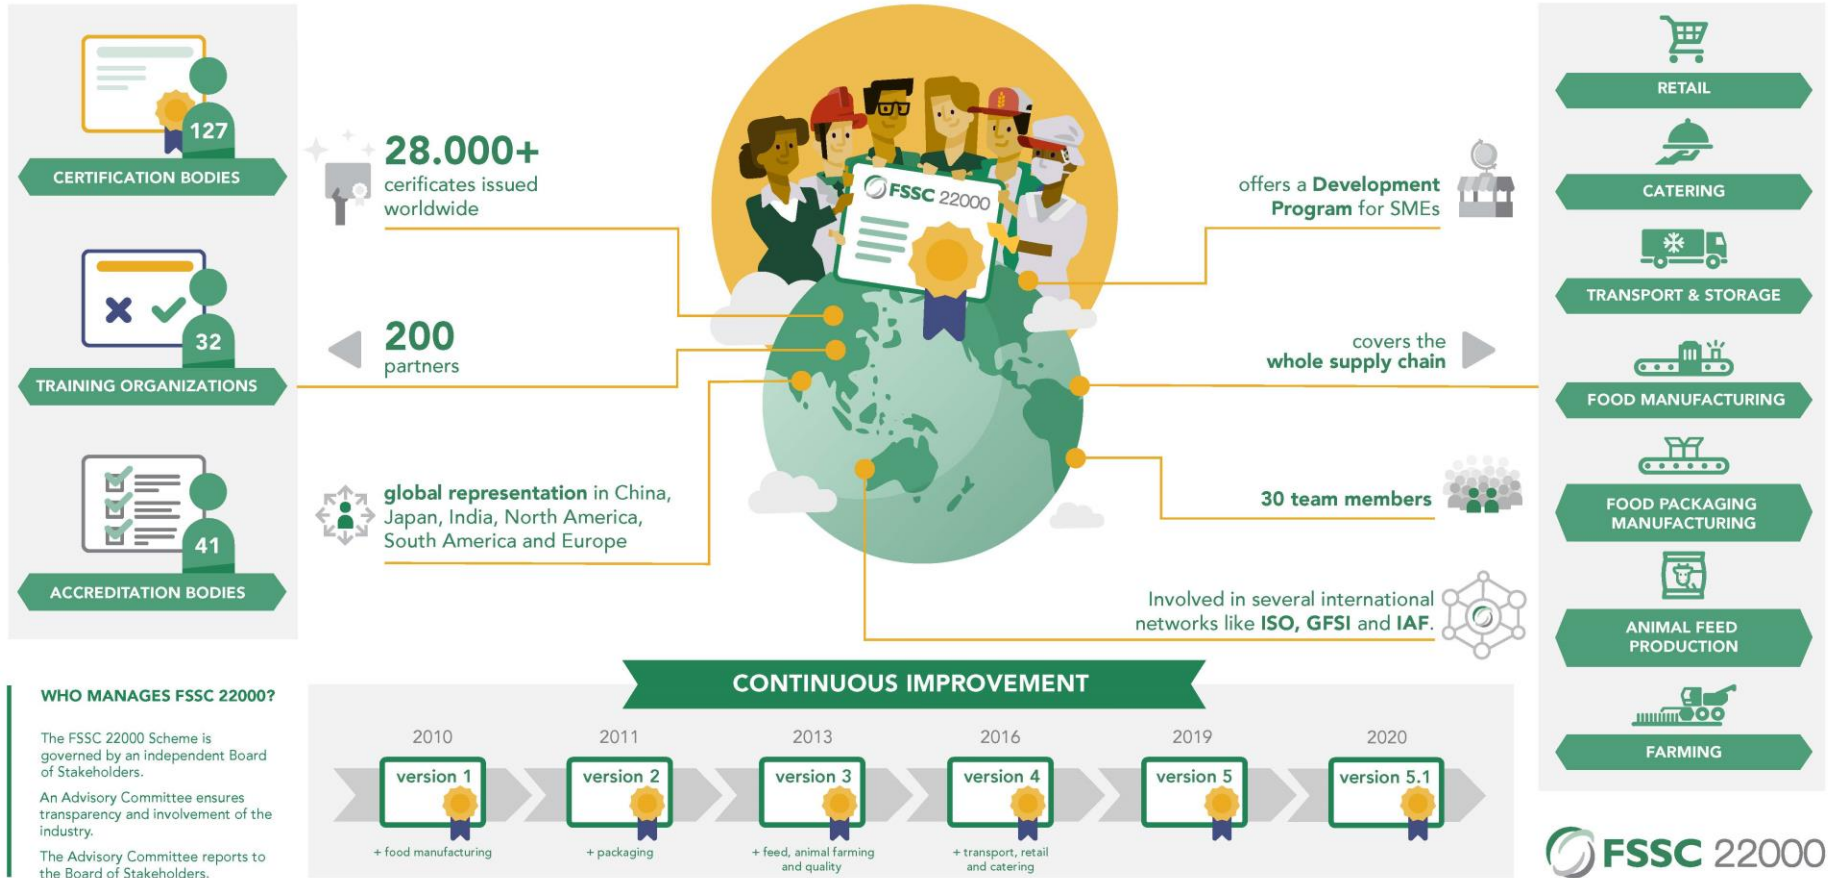 127
CERTIFICATION BODIES
32
TRAINING ORGANIZATIONS
41
ACCREDITATION BODIES
28.000+
cerificates issued
worldwide
200
partners
global representation in China,
Japan, India, North America,
South America and Europe
FSSC 22000
offers a Development
Program for SMEs
covers the
whole supply chain
30 team members
Involved in several international
networks like ISO, GFSI and IAF.
RETAIL
CATERING
TRANSPORT & STORAGE
FOOD MANUFACTURING
FOOD PACKAGING
MANUFACTURING
ANIMAL FEED
PRODUCTION
FARMING
WHO MANAGES FSSC 22000?
The FSSC 22000 Scheme is
governed by an independent Board
of Stakeholders.
An Advisory Committee ensures
transparency and involvement of the
industry.
The Advisory Committee reports to
the Board of Stakeholders.
CONTINUOUS IMPROVEMENT
2010
version 1
+ food manufacturing
2011
version 2
+ packaging
2013
version 3
+ feed, animal farming
and quality
2016
version 4
+ transport, retail
and catering
2019
version 5
2020
version 5.1
FSSC 22000